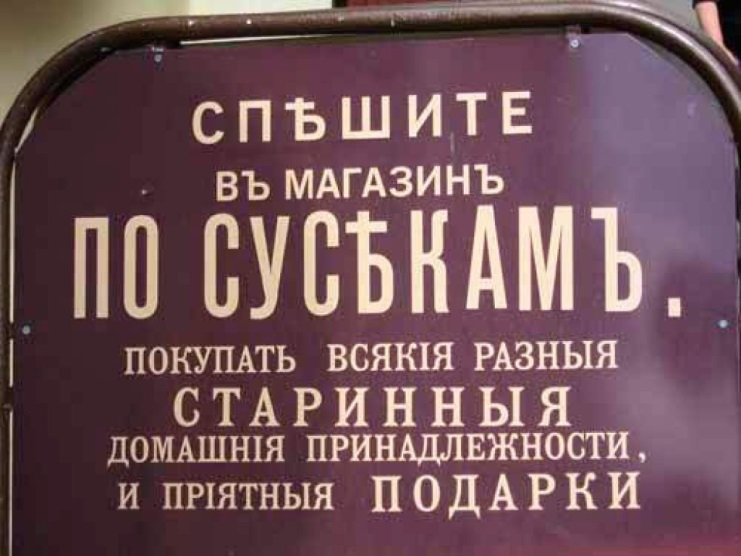 СПѢШИТЕ
ВЪ МАГАЗИНЪ
ПО СУСѢКАМЪ.
ПОКУПАТЬ ВСЯКІЯ РАЗНЫЯ
СТАРИННЫЯ
ДОМАШНІЯ ПРИНАДЛЕЖНОСТИ,
И ПРІЯТНЫЯ ПОДАРКИ